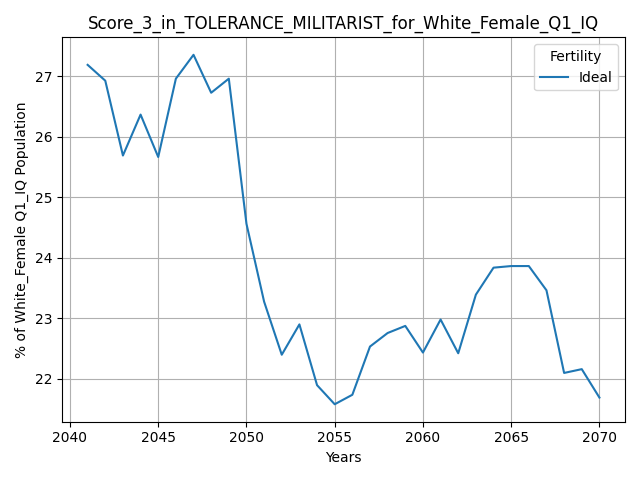 Score_3_in_TOLERANCE_MILITARIST_for_White_Female_Q1_IQ
Fertility
Ideal
27
26
25
24
23
22
% of White_Female Q1_IQ Population
2040
2045
2050
2055
2060
2065
2070
Years